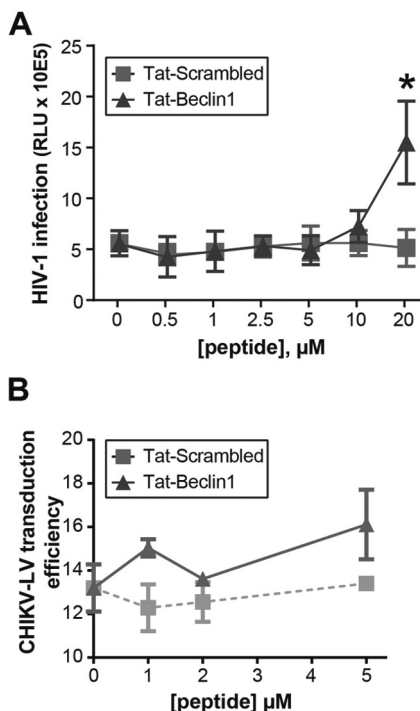 A
HIV-1 infection (RLU x 10E5)
25
20
15
10
5
0
Tat-Scrambled
Tat-Beclin1
*
0 0.5 1 2.5 5 10 20
[peptide], µM
B
CHIKV-LV transduction
efficiency
20
18
16
14
12
10
Tat-Scrambled
Tat-Beclin1
0 1 2 3 4 5
[peptide] µM